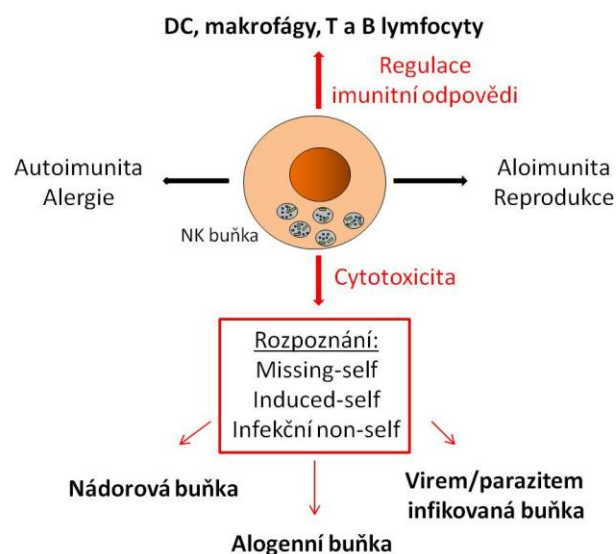 DC, makrofágy, T a B lymfocyty
Regulace
imunitní odpovědi
Autoimunita
Alergie
Aloimunita
Reprodukce
NK buňka
Cytotoxicita
Rozpoznání:
Missing-self
Induced-self
Infekční non-self
Nádorová buňka
Virem/parazitem
infikovaná buňka
Alogenní buňka